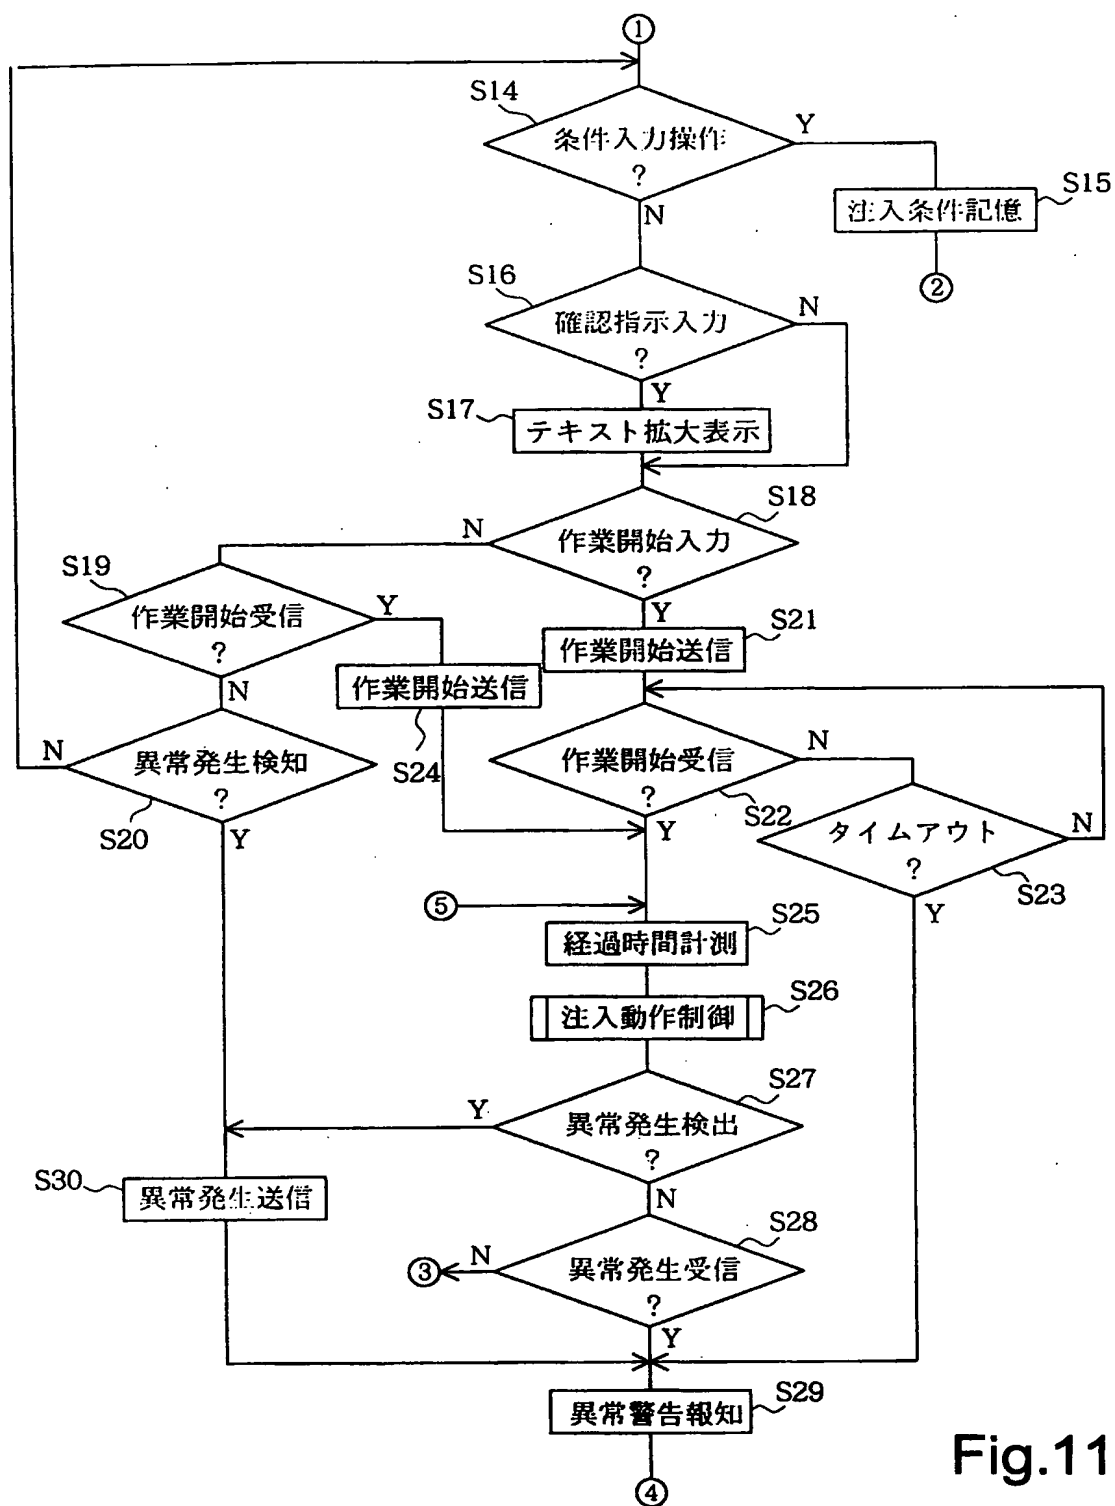 ①
S14
条件入力操作
?
Y
N
S15
注入条件記憶
②
S16
確認指示入力
?
N
Y
S17
テキスト拡大表示
S18
作業開始入力
?
N
Y
S19
作業開始受信
?
Y
N
S21
作業開始送信
作業開始送信
S24
S20
異常発生検知
?
N
Y
作業開始受信
?
S22
N
Y
タイムアウト
?
S23
N
Y
⑤
S25
経過時間計測
S26
注入動作制御
S27
異常発生検出
?
Y
N
S30
異常発生送信
S28
異常発生受信
?
N
③
Y
S29
異常警告報知
④
Fig.11